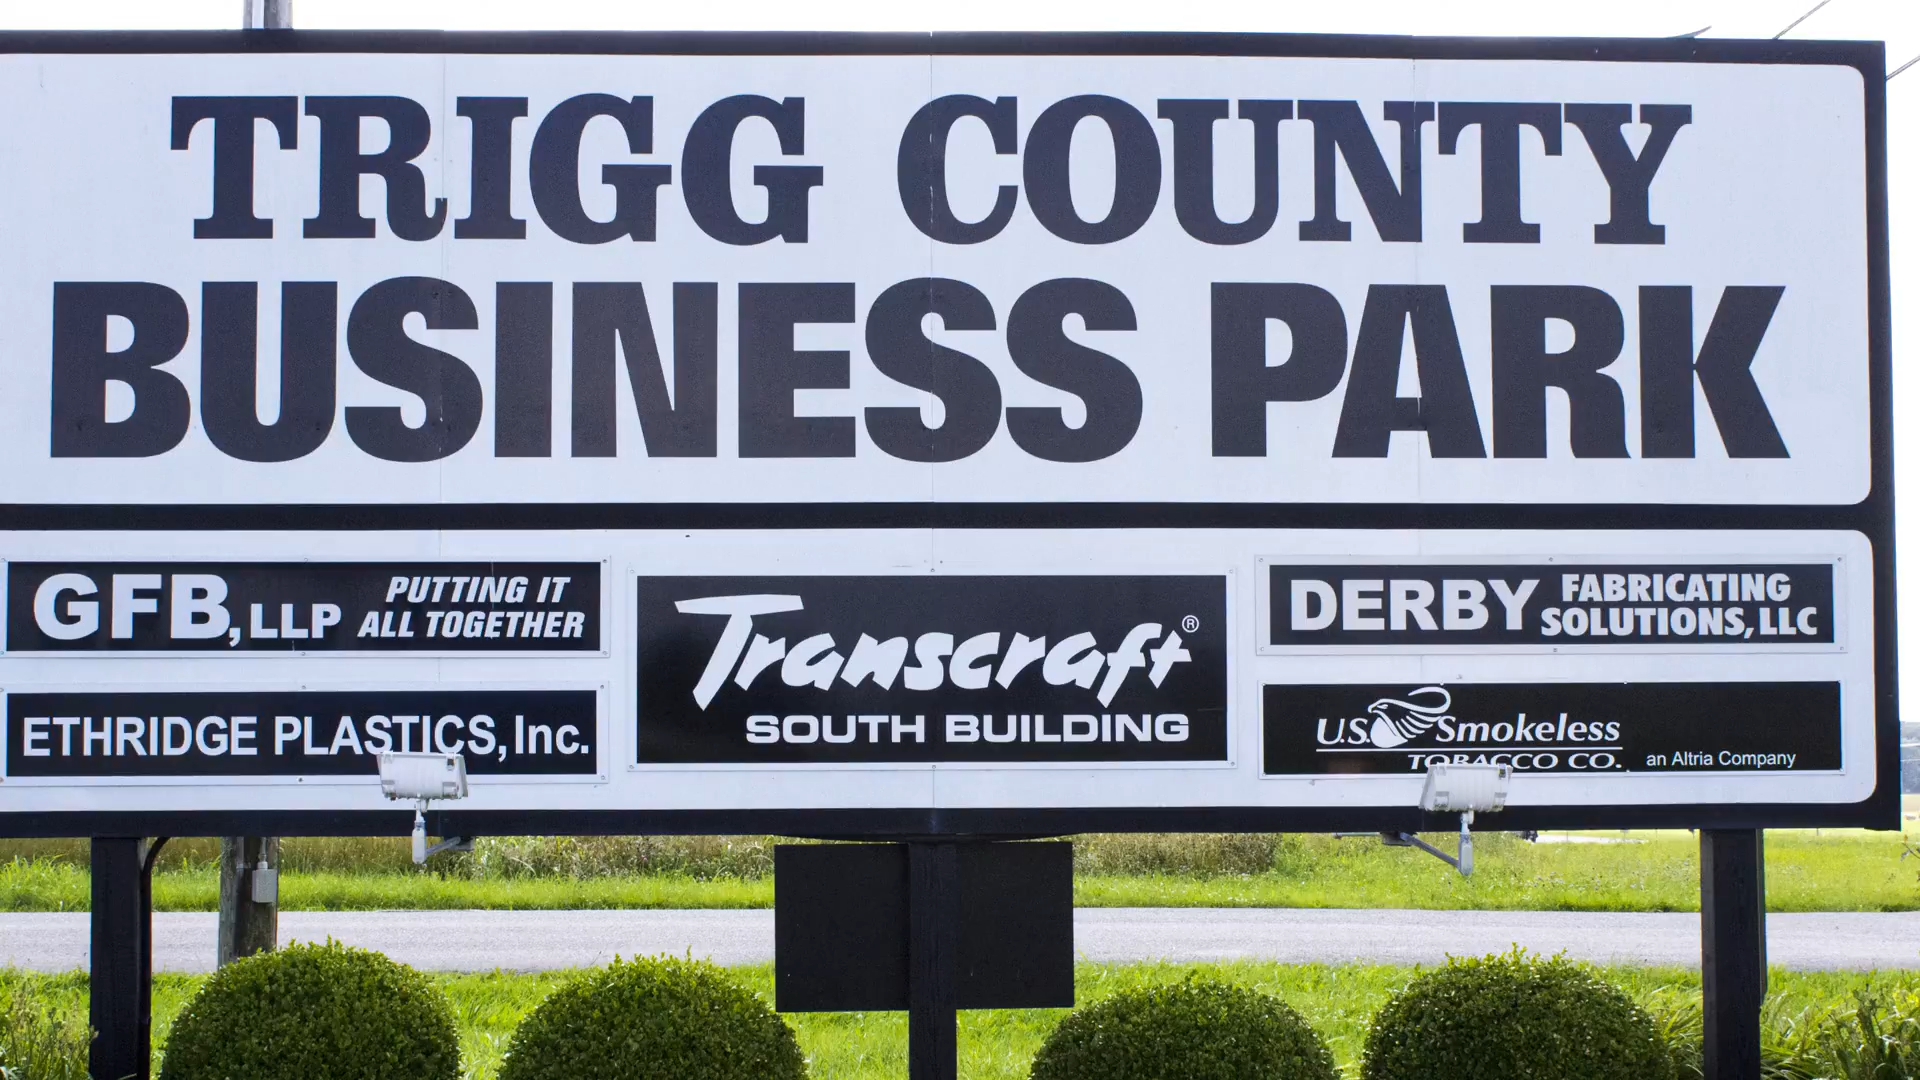 TRIGG COUNTY
BUSINESS PARK
GFB, LLP
PUTTING IT
ALL TOGETHER
ETHRIDGE PLASTICS, Inc.
Transcraft®
SOUTH BUILDING
DERBY
FABRICATING
SOLUTIONS, LLC
U.S. Smokeless
TOBACCO CO.
an Altria Company